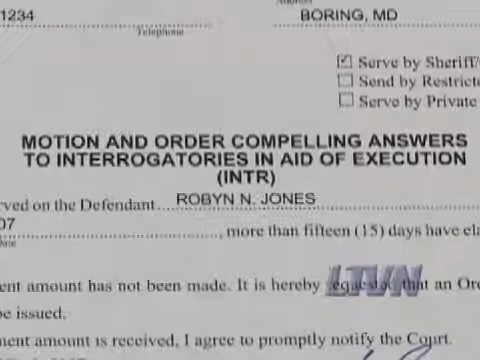 1234 BORING, MD
Telephone
Serve by Sheriff/
Send by Restricte
Serve by Private
MOTION AND ORDER COMPELLING ANSWERS
TO INTERROGATORIES IN AID OF EXECUTION
(INTR)
rved on the Defendant ROBYN N. JONES
07
Date
, more than fifteen (15) days have ela
ent amount has not been made. It is hereby requested that an Ord
LTVN
be issued.
ment amount is received, I agree to promptly notify the Court.